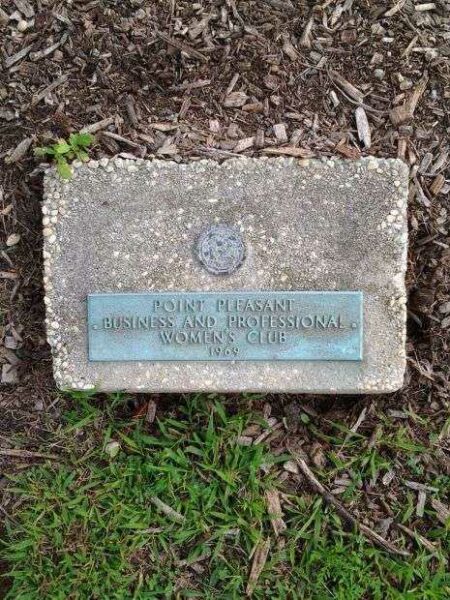 POINT PLEASANT
BUSINESS AND PROFESSIONAL
WOMEN'S CLUB
1969